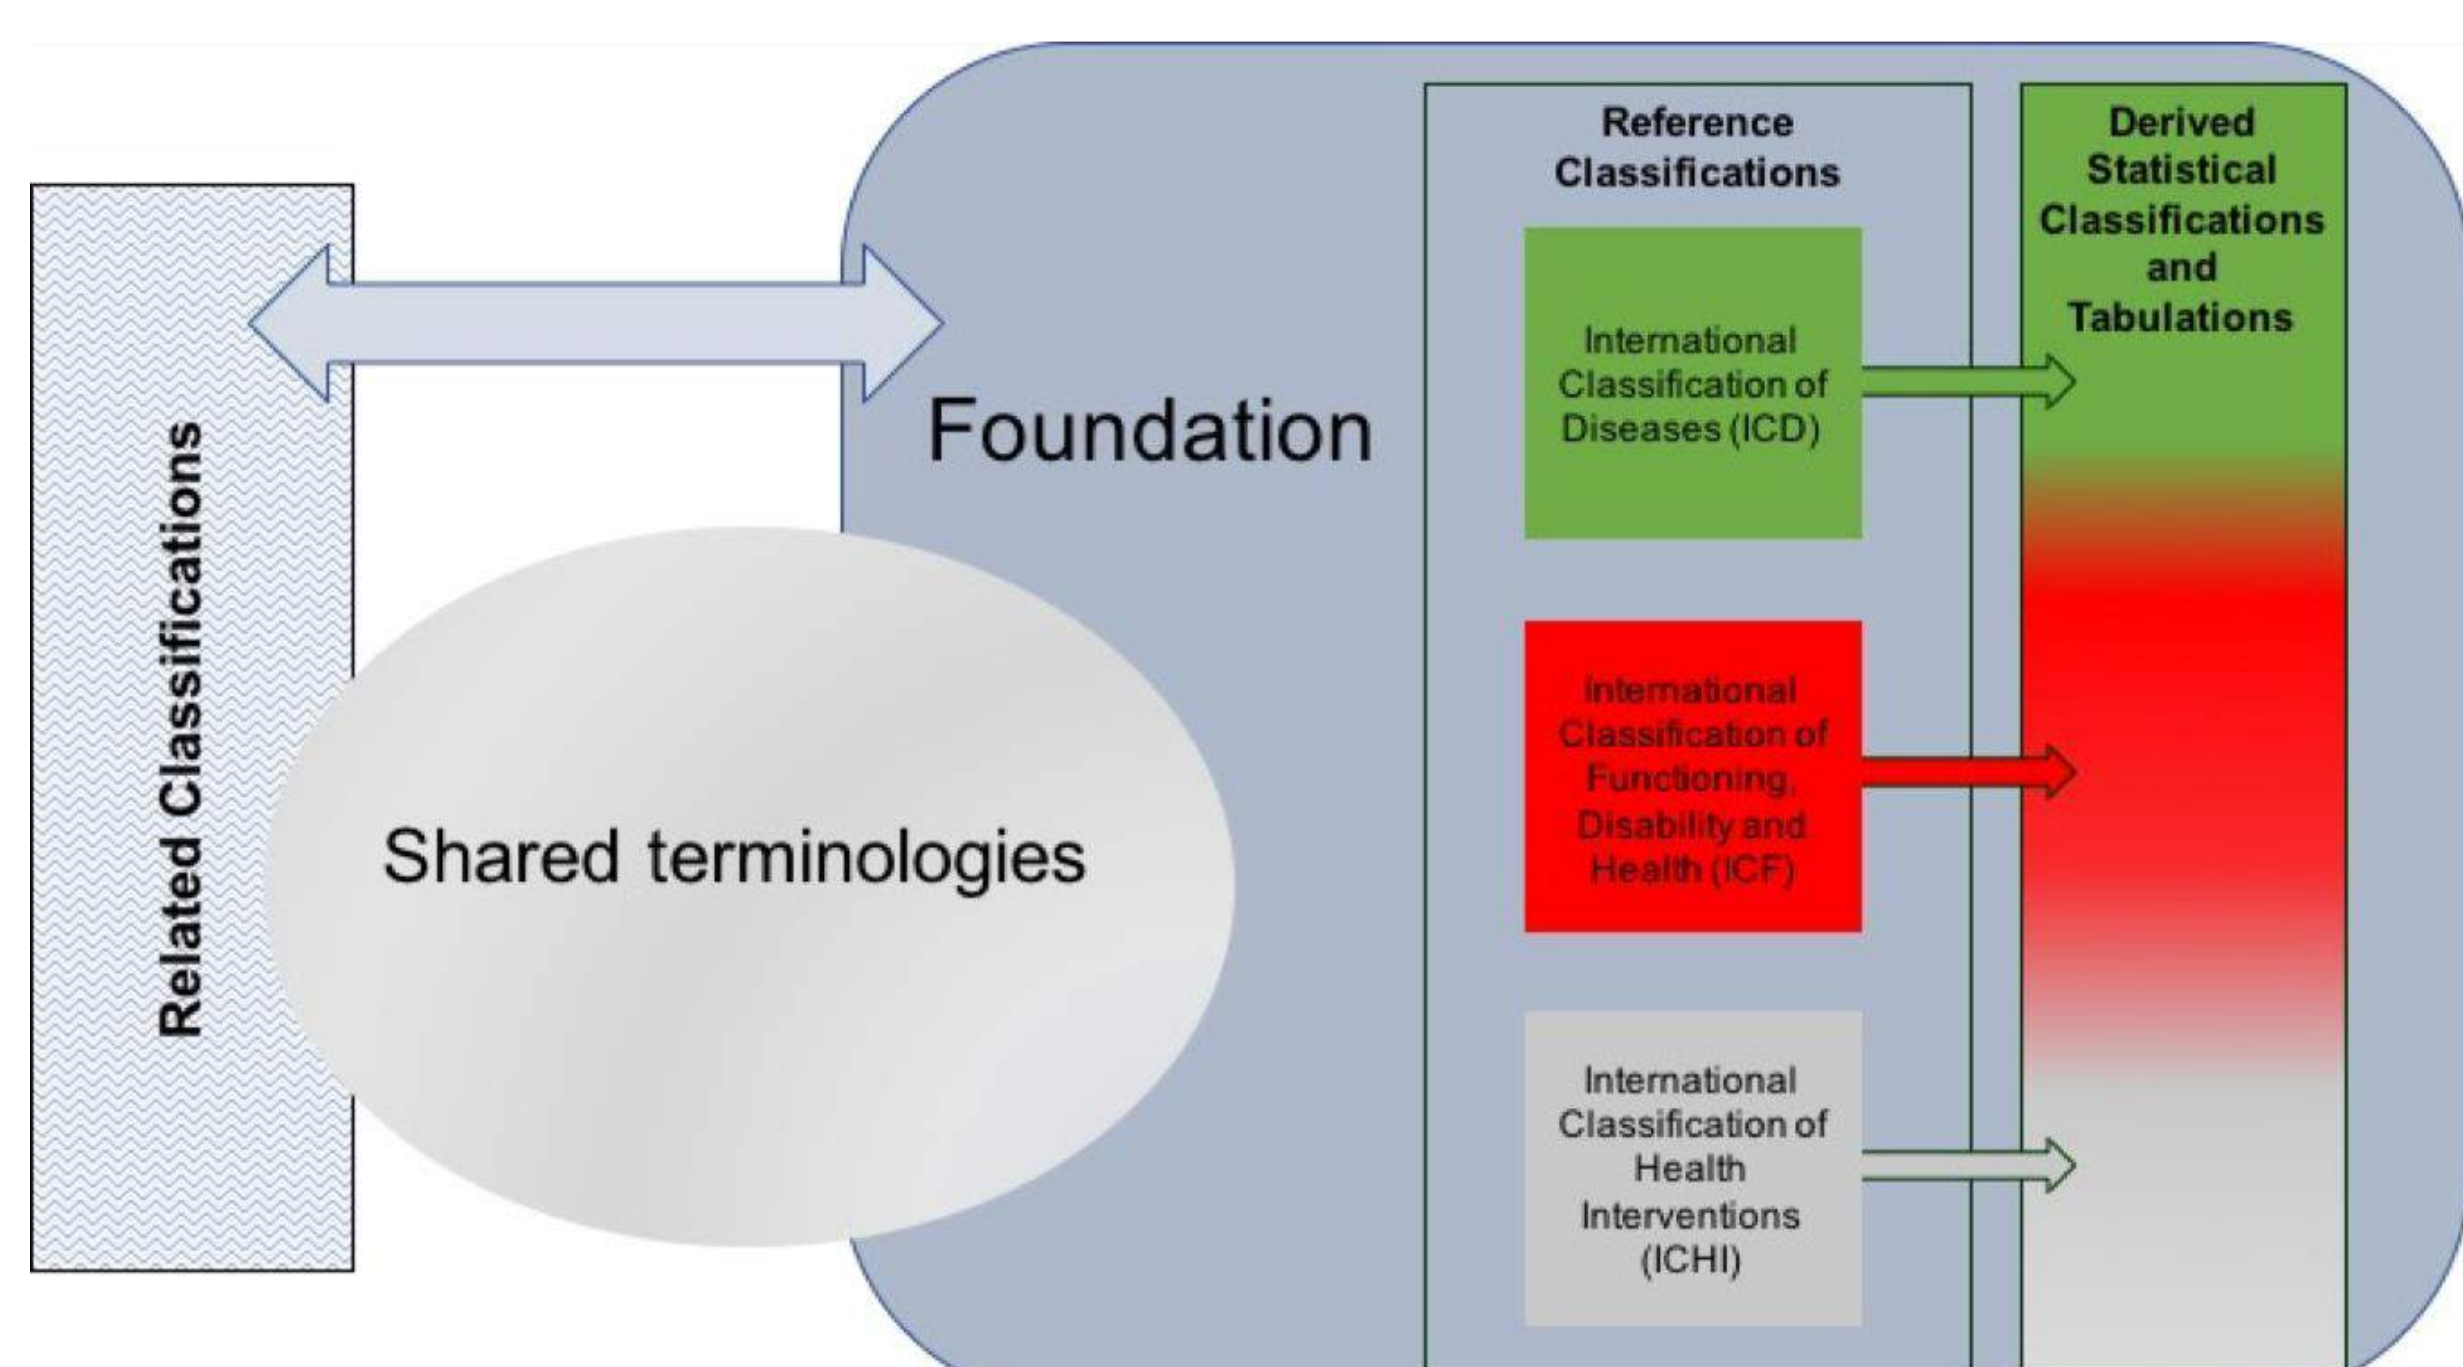 Related Classifications
Foundation
Shared terminologies
Reference
Classifications
International
Classification of
Diseases (ICD)
International
Classification of
Functioning,
Disability and
Health (ICF)
International
Classification of
Health
Interventions
(ICHI)
Derived
Statistical
Classifications
and
Tabulations